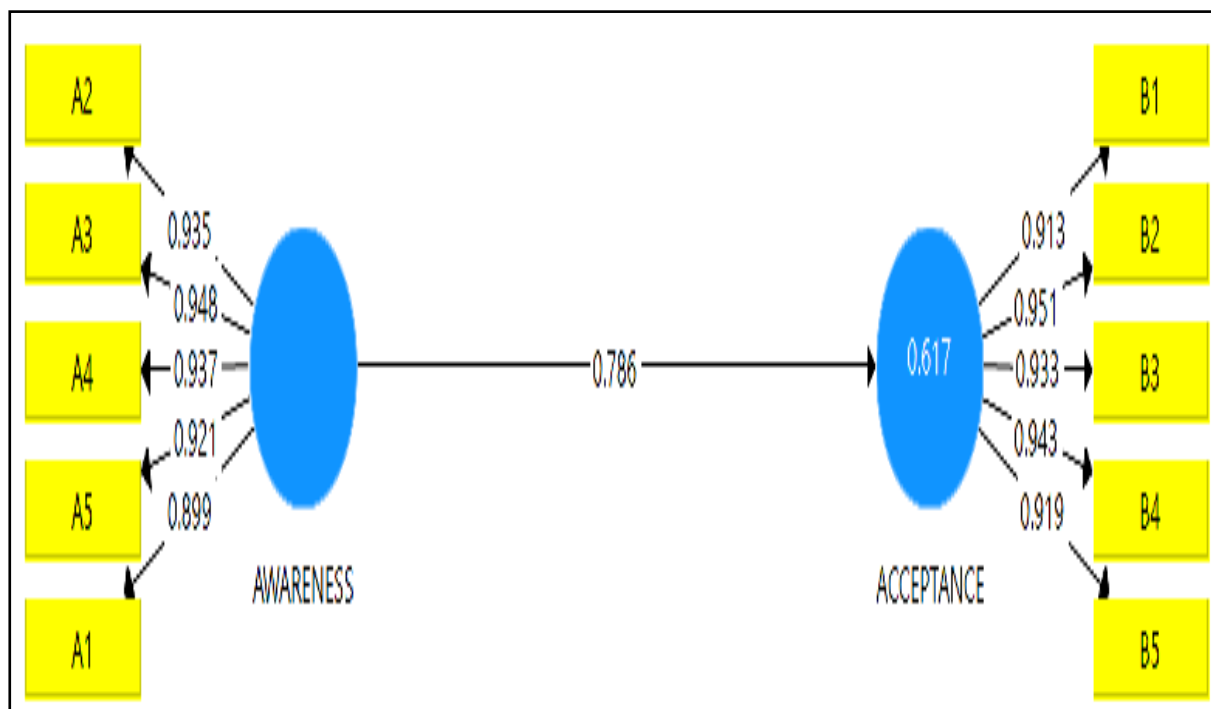 A2
A3
A4
A5
A1
0.935
0.948
0.937
0.921
0.899
AWARENESS
0.786
0.617
ACCEPTANCE
0.913
0.951
0.933
0.943
0.919
B1
B2
B3
B4
B5